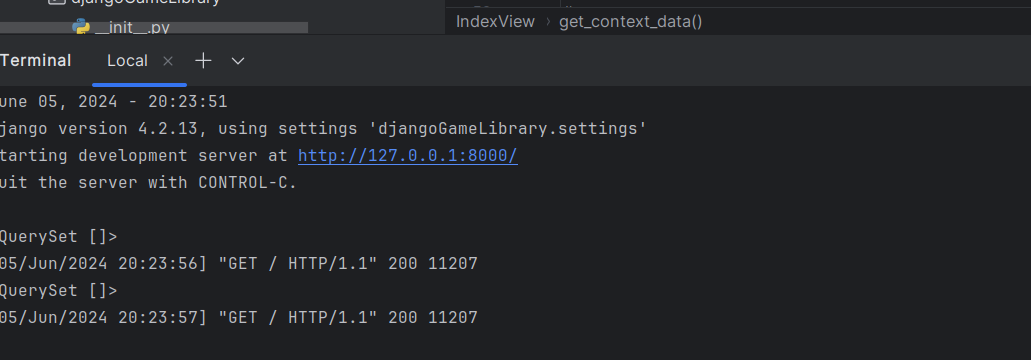 djangoGameLibrary
__init__.py
IndexView › get_context_data()
Terminal Local × + ⌄
une 05, 2024 - 20:23:51
jango version 4.2.13, using settings 'djangoGameLibrary.settings'
tarting development server at http://127.0.0.1:8000/
uit the server with CONTROL-C.
QuerySet []>
05/Jun/2024 20:23:56] "GET / HTTP/1.1" 200 11207
QuerySet []>
05/Jun/2024 20:23:57] "GET / HTTP/1.1" 200 11207